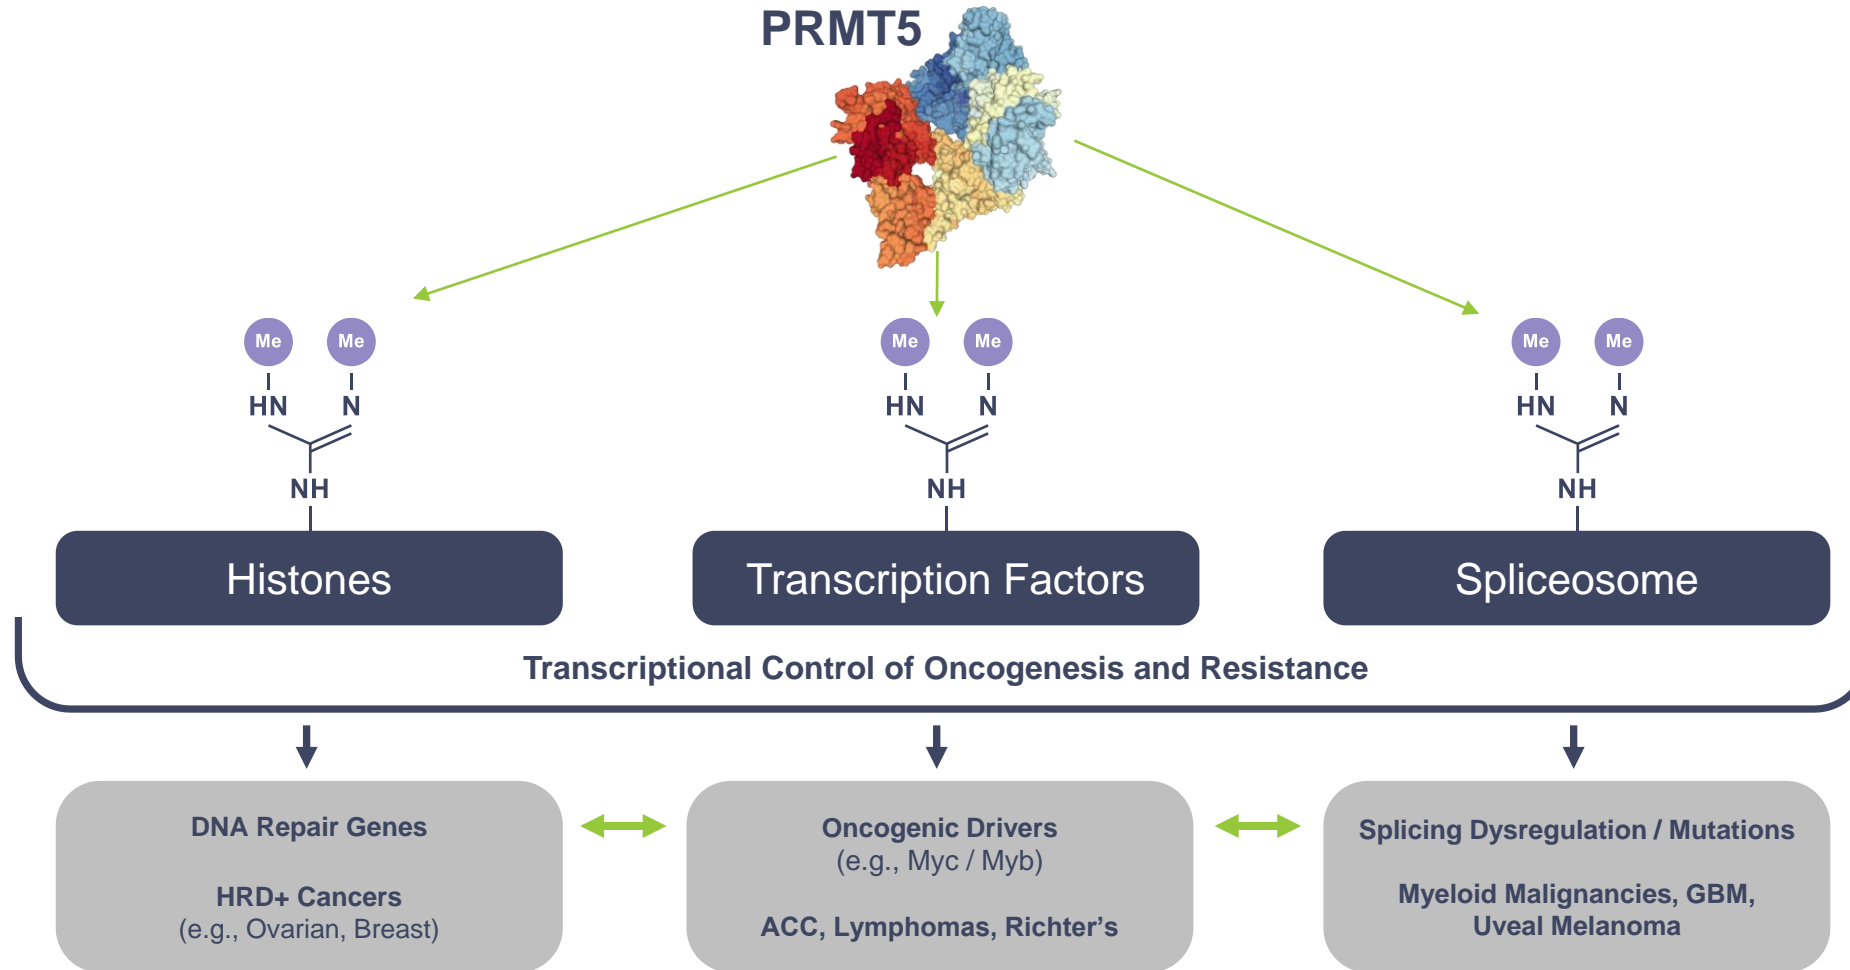 PRMT5
Me Me Me Me Me Me
HN N HN N HN N
NH NH NH
Histones Transcription Factors Spliceosome
Transcriptional Control of Oncogenesis and Resistance
DNA Repair Genes
HRD+ Cancers
(e.g., Ovarian, Breast)
Oncogenic Drivers
(e.g., Myc / Myb)
ACC, Lymphomas, Richter’s
Splicing Dysregulation / Mutations
Myeloid Malignancies, GBM,
Uveal Melanoma